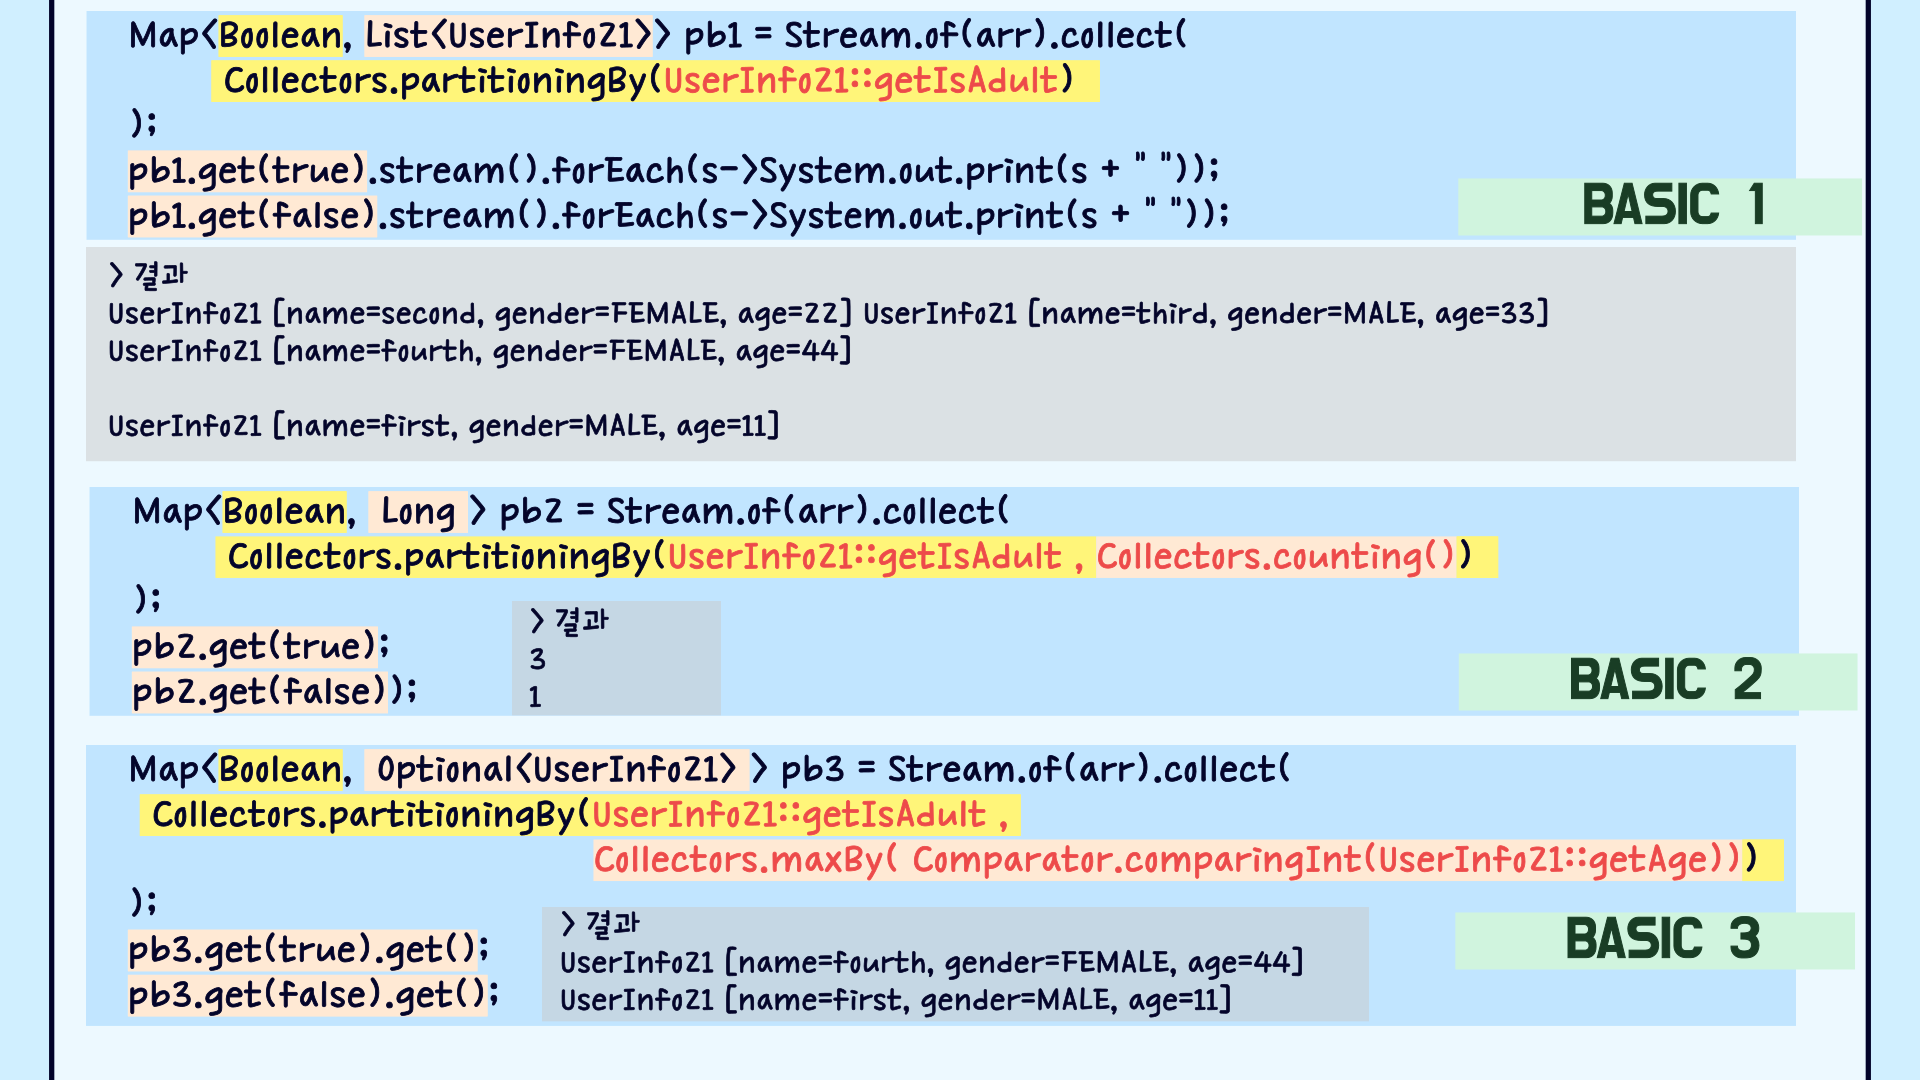 Map<Boolean, List<UserInfo21>> pb1 = Stream.of(arr).collect(
Collectors.partitioningBy(UserInfo21::getIsAdult)
);
pb1.get(true).stream().forEach(s->System.out.print(s + " "));
pb1.get(false).stream().forEach(s->System.out.print(s + " "));
BASIC 1
> 결과
UserInfo21 [name=second, gender=FEMALE, age=22] UserInfo21 [name=third, gender=MALE, age=33]
UserInfo21 [name=fourth, gender=FEMALE, age=44]
UserInfo21 [name=first, gender=MALE, age=11]
Map<Boolean, Long > pb2 = Stream.of(arr).collect(
Collectors.partitioningBy(UserInfo21::getIsAdult , Collectors.counting())
);
pb2.get(true);
pb2.get(false));
> 결과
3
1
BASIC 2
Map<Boolean, Optional<UserInfo21> > pb3 = Stream.of(arr).collect(
Collectors.partitioningBy(UserInfo21::getIsAdult ,
Collectors.maxBy( Comparator.comparingInt(UserInfo21::getAge)))
);
pb3.get(true).get();
pb3.get(false).get();
> 결과
UserInfo21 [name=fourth, gender=FEMALE, age=44]
UserInfo21 [name=first, gender=MALE, age=11]
BASIC 3